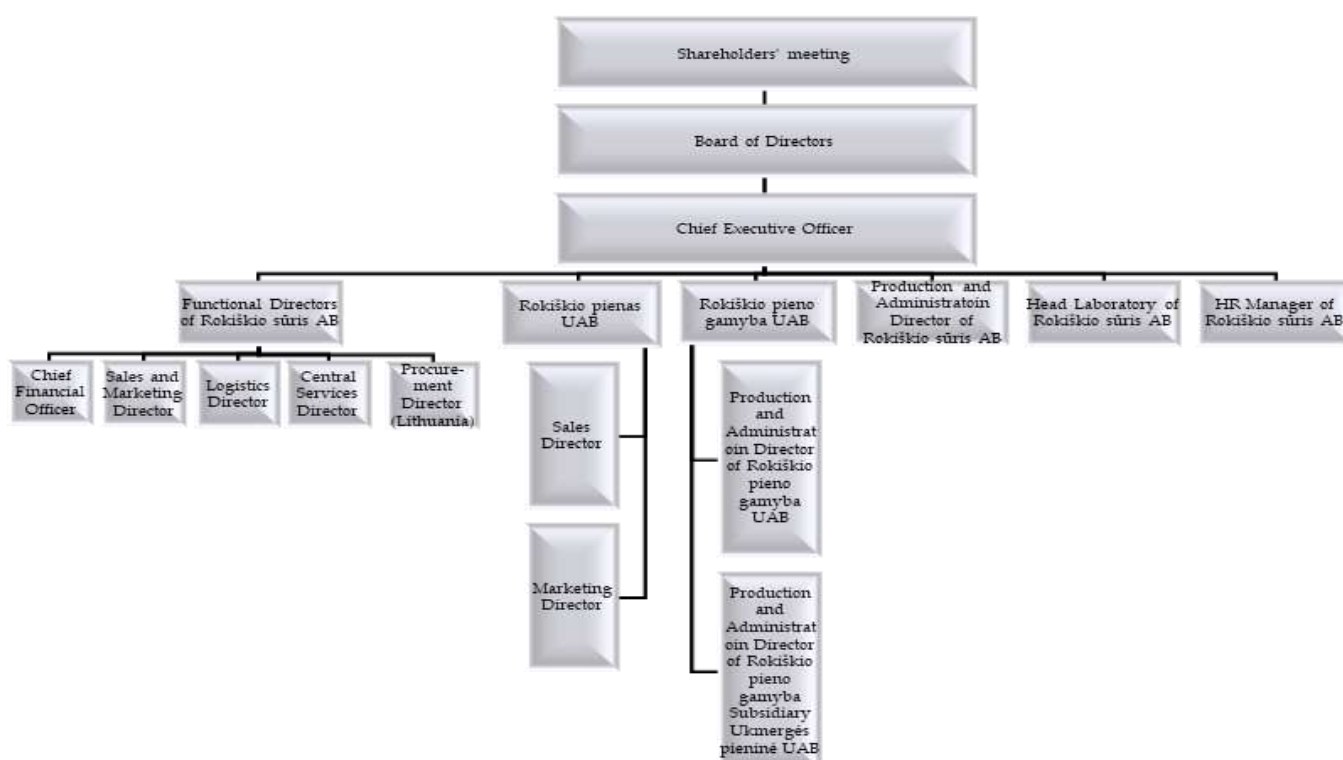 Shareholders' meeting
Board of Directors
Chief Executive Officer
Functional Directors
of Rokiškio sūris AB
Rokiškio pienas
UAB
Rokiškio pieno
gamyba UAB
Production and
Administratoin
Director of
Rokiškio sūris AB
Head Laboratory of
Rokiškio sūris AB
HR Manager of
Rokiškio sūris AB
Chief
Financial
Officer
Sales and
Marketing
Director
Logistics
Director
Central
Services
Director
Procure-
ment
Director
(Lithuania)
Sales
Director
Marketing
Director
Production
and
Administrat
oin Director
of Rokiškio
pieno
gamyba
UAB
Production
and
Administrat
oin Director
of Rokiškio
pieno
gamyba
Subsidiary
Ukmergės
pieninė UAB